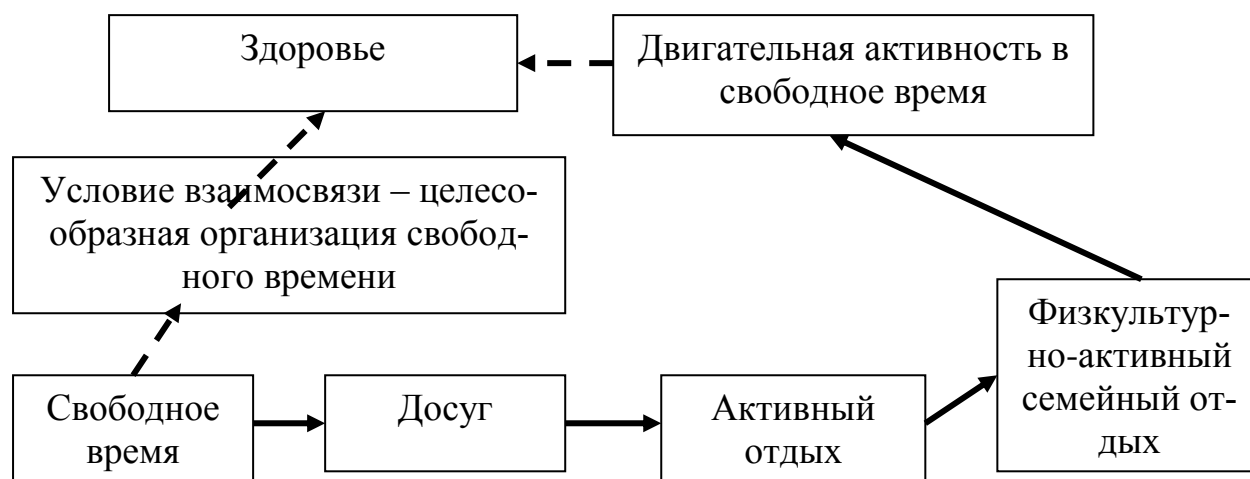 Здоровье
Двигательная активность в
свободное время
Условие взаимосвязи – целесо-
образная организация свобод-
ного времени
Свободное
время
Досуг
Активный
отдых
Физкультур-
но-активный
семейный от-
дых